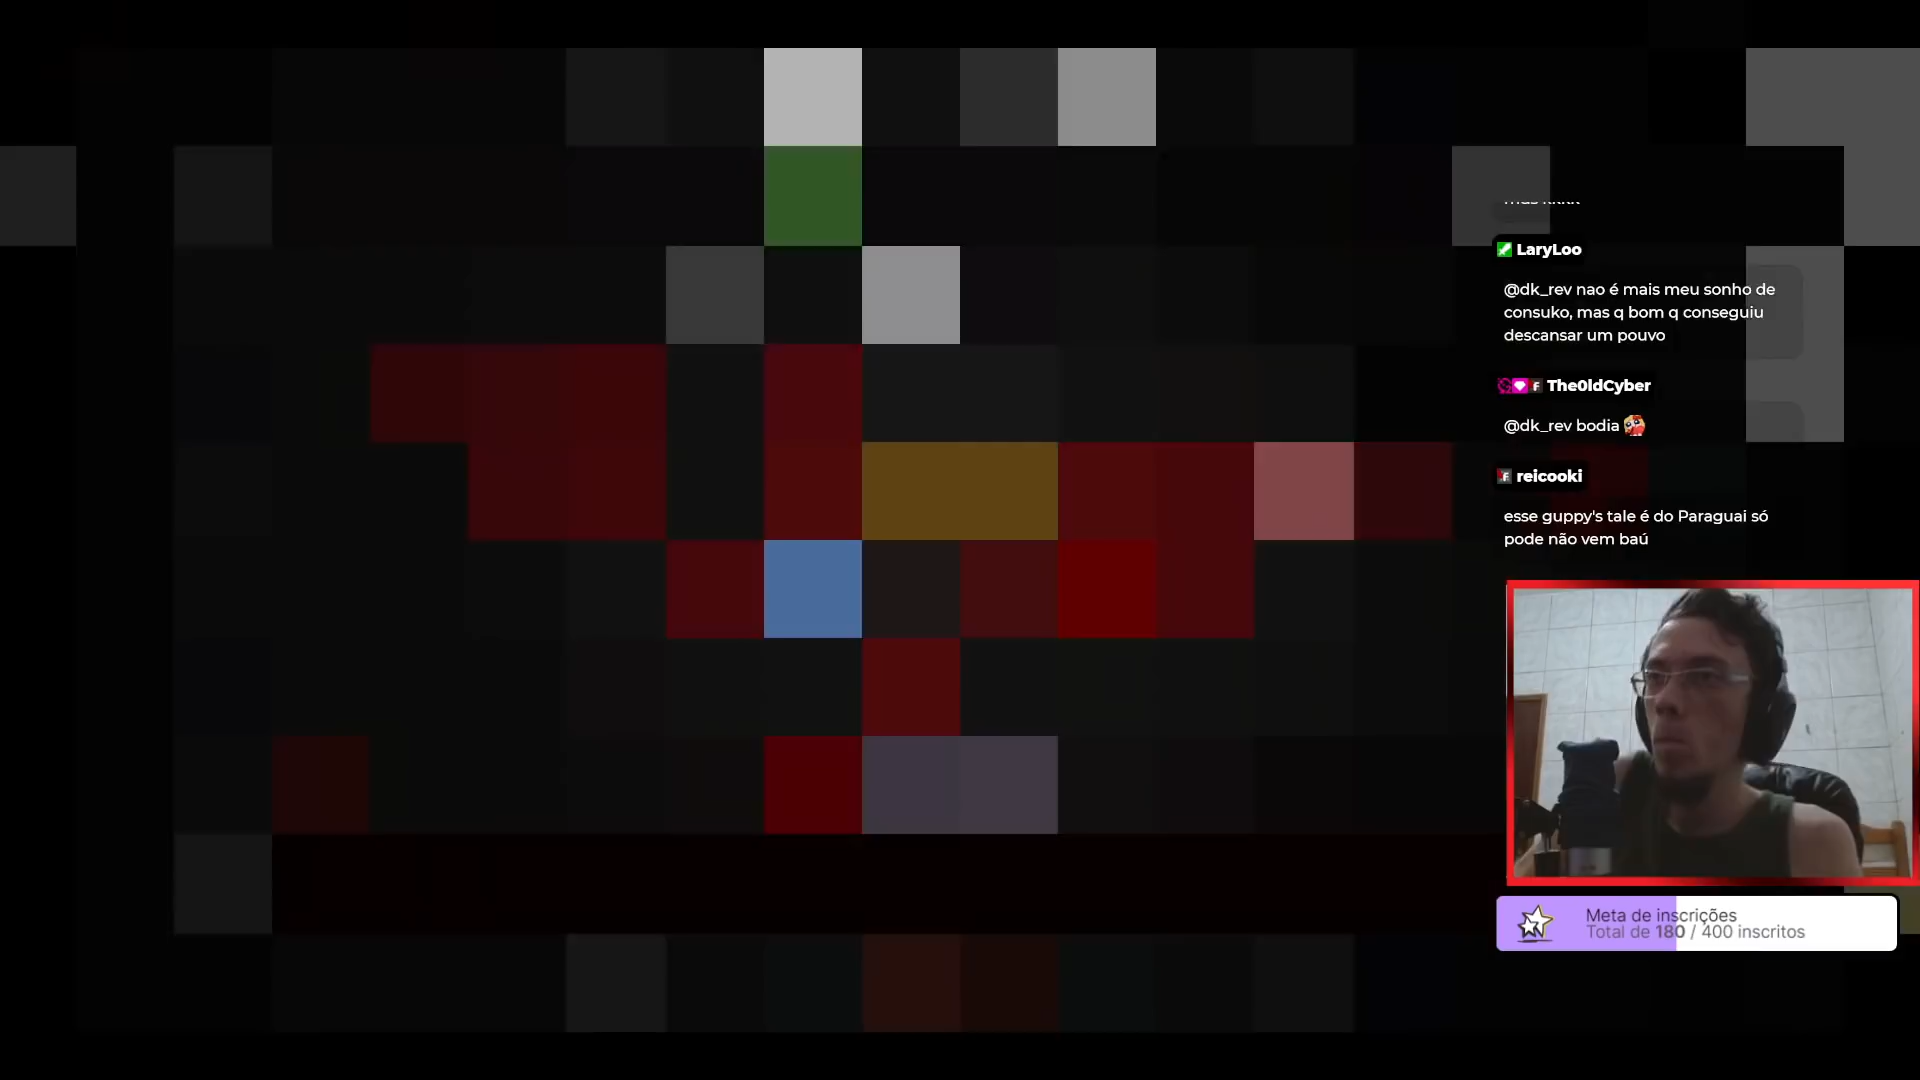 LaryLoo
@dk_rev nao é mais meu sonho de
consuko, mas q bom q conseguiu
descansar um pouvo
The0ldCyber
@dk_rev bodia
reicooki
esse guppy's tale é do Paraguai só
pode não vem baú
Meta de inscrições
Total de 180 / 400 inscritos